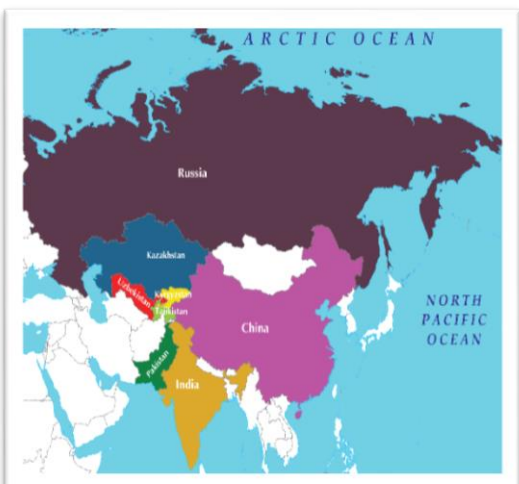 ARCTIC OCEAN
Russia
Kazakhstan
Uzbekistan
Kyrgyzstan
Tajikistan
China
Pakistan
India
NORTH
PACIFIC
OCEAN